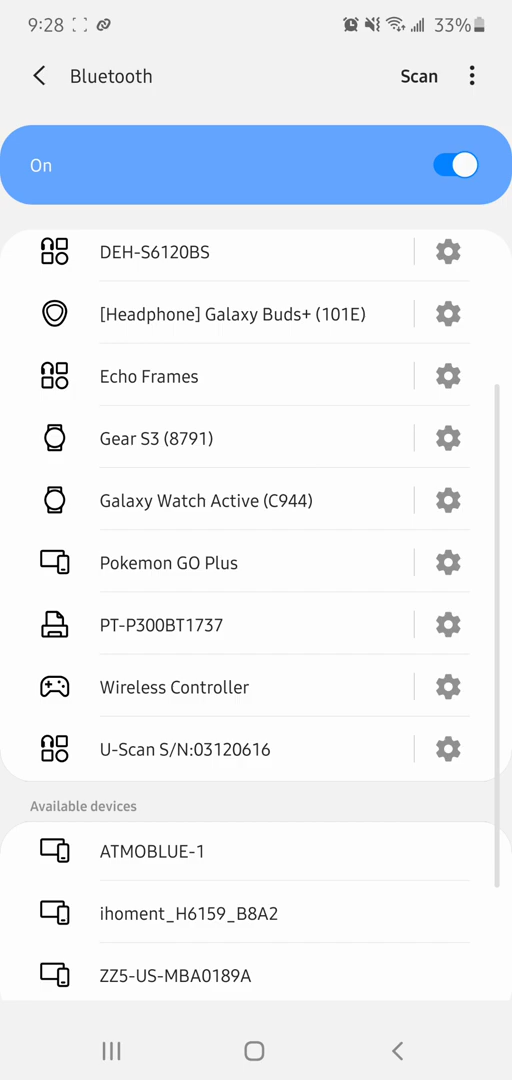 9:28
33%
Bluetooth
Scan
On
DEH-S6120BS
[Headphone] Galaxy Buds+ (101E)
Echo Frames
Gear S3 (8791)
Galaxy Watch Active (C944)
Pokemon GO Plus
PT-P300BT1737
Wireless Controller
U-Scan S/N:03120616
Available devices
ATMOBLUE-1
ihoment_H6159_B8A2
ZZ5-US-MBA0189A